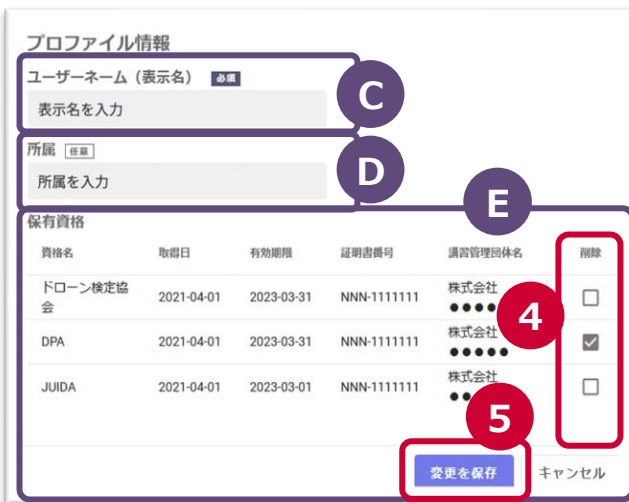 プロファイル情報
ユーザーネーム（表示名） 必須
表示名を入力
C
所属 任意
所属を入力
D
E
保有資格
資格名 取得日 有効期限 証明書番号 講習管理団体名 削除
ドローン検定協会 2021-04-01 2023-03-31 NNN-1111111 株式会社 ●●●●
4
DPA 2021-04-01 2023-03-31 NNN-1111111 株式会社 ●●●●●
JUIDA 2021-04-01 2023-03-01 NNN-1111111 株式会社 ●●
5
変更を保存 キャンセル